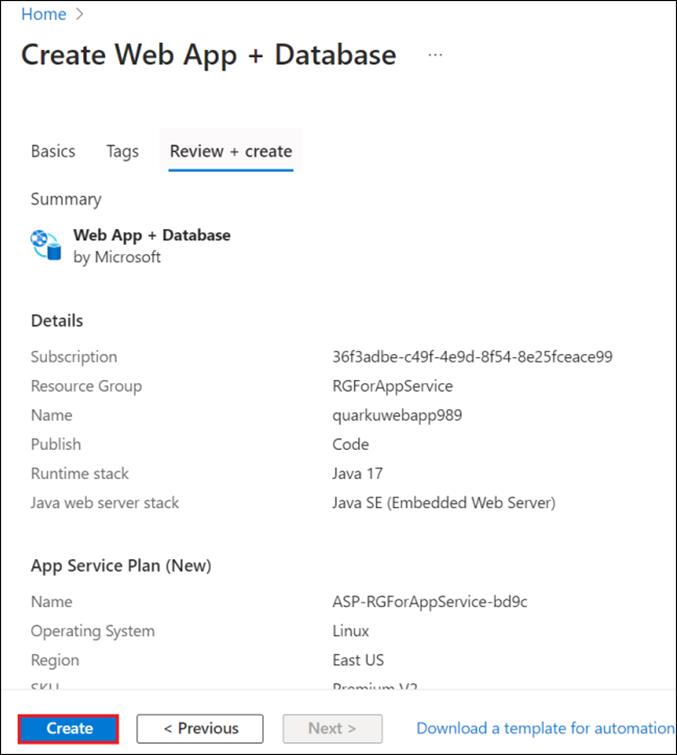 Home >
Create Web App + Database ...
Basics Tags Review + create
Summary
Web App + Database
by Microsoft
Details
Subscription 36f3adbe-c49f-4e9d-8f54-8e25fceace99
Resource Group RGForAppService
Name quarkuwebapp989
Publish Code
Runtime stack Java 17
Java web server stack Java SE (Embedded Web Server)
App Service Plan (New)
Name ASP-RGForAppService-bd9c
Operating System Linux
Region East US
SKU Premium V2
Create < Previous Next > Download a template for automation